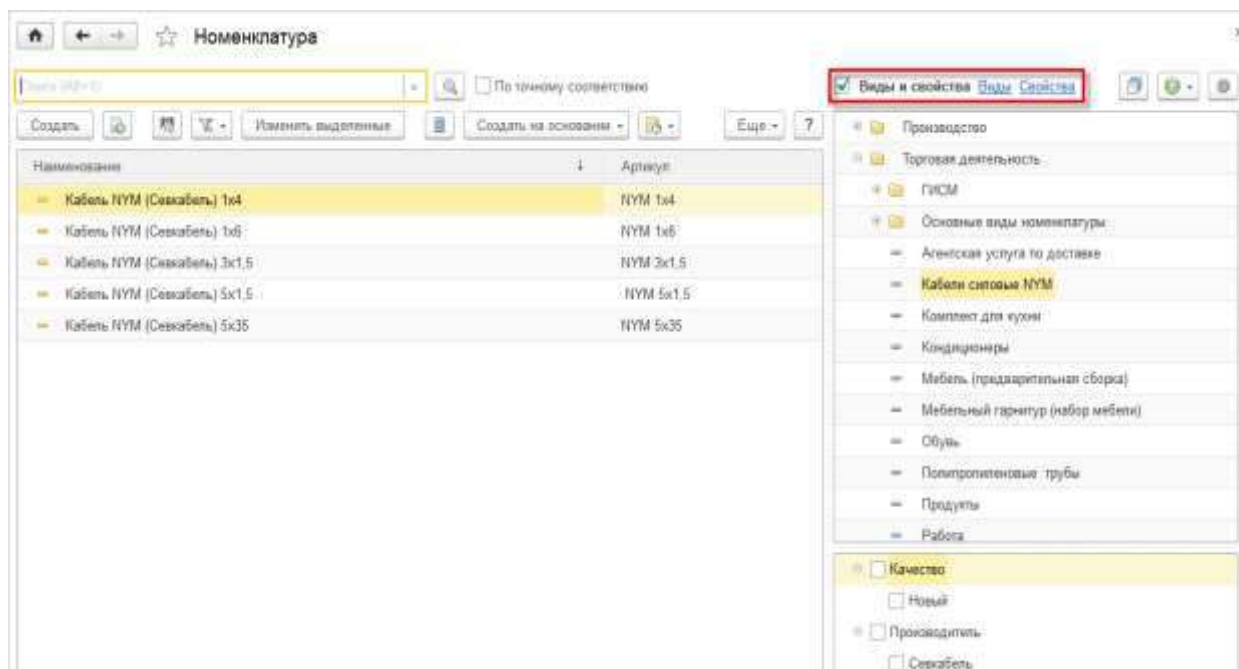 Номенклатура
По точному соответствию
Виды и свойства Виды Свойства
Создать Изменить выделенные Создать на основании Еще ?
Наименование ↓ Артикул
Кабель NYM (Севкабель) 1x4 NYM 1x4
Кабель NYM (Севкабель) 1x6 NYM 1x6
Кабель NYM (Севкабель) 3x1,5 NYM 3x1,5
Кабель NYM (Севкабель) 5x1,5 NYM 5x1,5
Кабель NYM (Севкабель) 5x35 NYM 5x35
Производство
Торговая деятельность
ГИСМ
Основные виды номенклатуры
Агентская услуга по доставке
Кабели силовые NYM
Комплект для кухни
Кондиционеры
Мебель (предварительная сборка)
Мебельный гарнитур (набор мебели)
Обувь
Полипропиленовые трубы
Продукты
Работа
Качество
Новый
Производитель
Севкабель